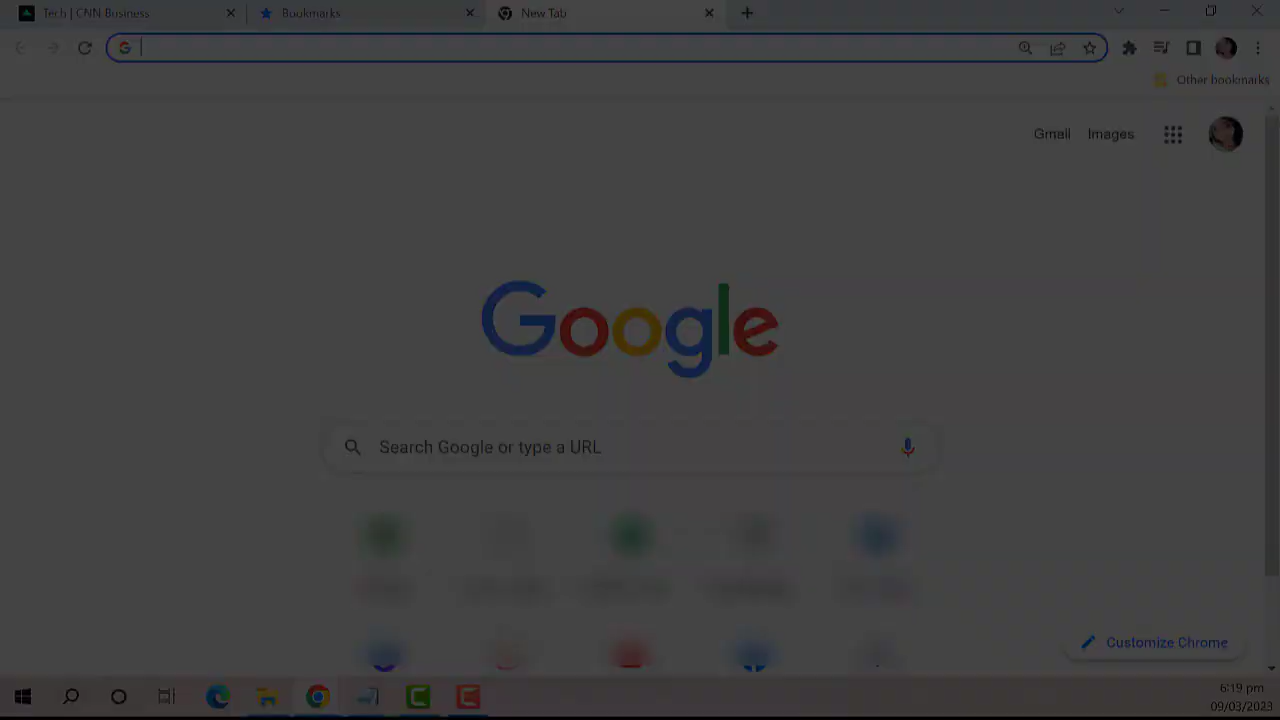 Tech | CNN Business
Bookmarks
New Tab
Other bookmarks
Gmail
Images
Google
Search Google or type a URL
Customize Chrome
6:19 pm
09/03/2023